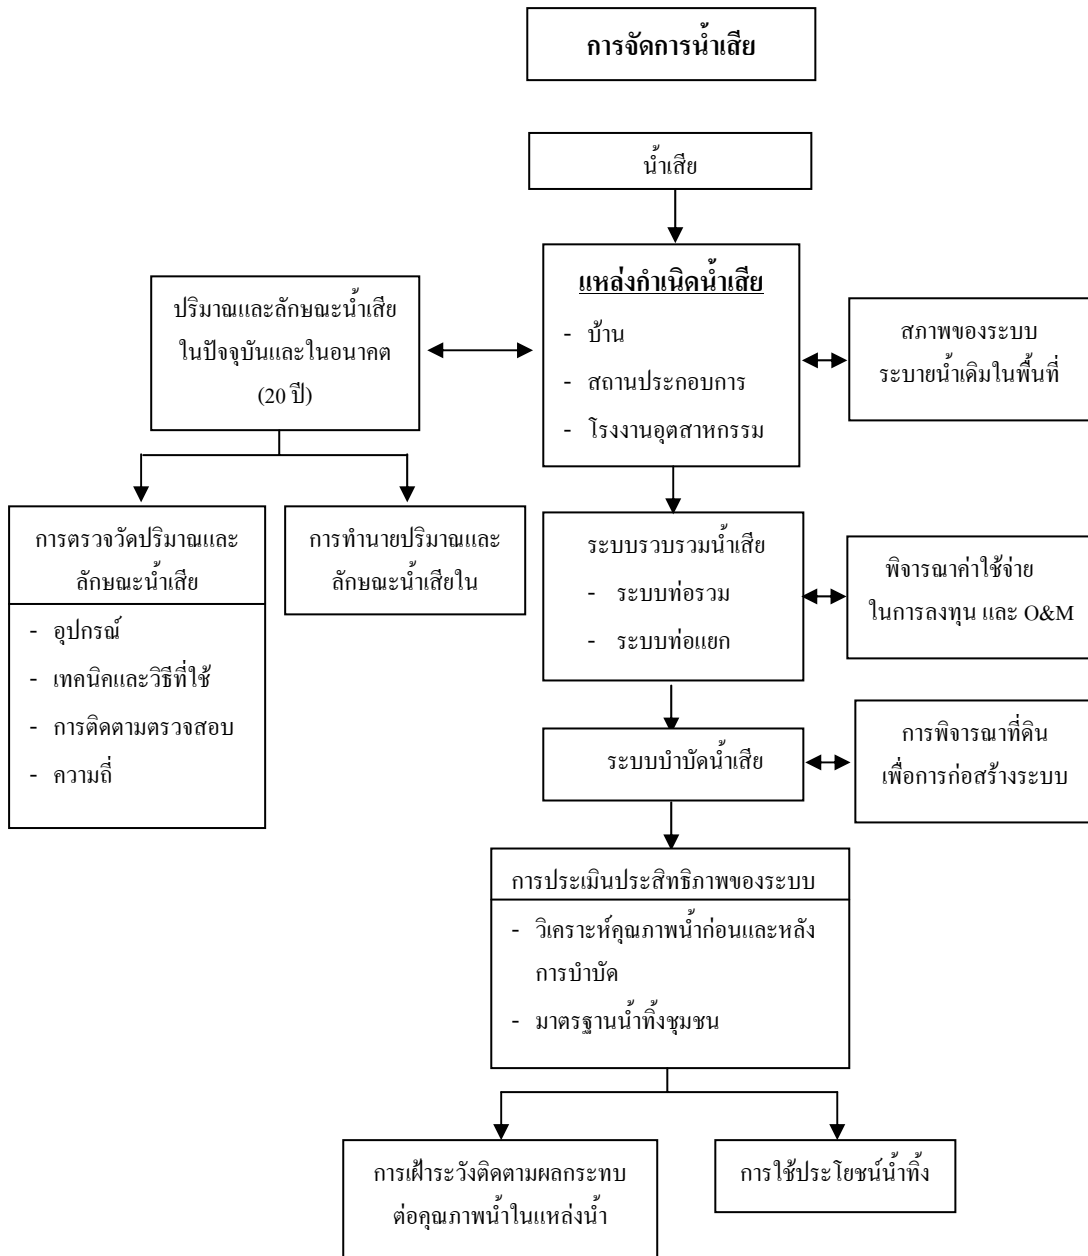 การจัดการน้ำเสีย
น้ำเสีย
แหล่งกำเนิดน้ำเสีย
- บ้าน
- สถานประกอบการ
- โรงงานอุตสาหกรรม
ปริมาณและลักษณะน้ำเสีย
ในปัจจุบันและในอนาคต
(20 ปี)
สภาพของระบบ
ระบายน้ำเดิมในพื้นที่
การตรวจวัดปริมาณและ
ลักษณะน้ำเสีย
- อุปกรณ์
- เทคนิคและวิธีที่ใช้
- การติดตามตรวจสอบ
- ความถี่
การทำนายปริมาณและ
ลักษณะน้ำเสียใน
ระบบรวบรวมน้ำเสีย
- ระบบท่อรวม
- ระบบท่อแยก
พิจารณาค่าใช้จ่าย
ในการลงทุน และ O&M
ระบบบำบัดน้ำเสีย
การพิจารณาที่ดิน
เพื่อการก่อสร้างระบบ
การประเมินประสิทธิภาพของระบบ
- วิเคราะห์คุณภาพน้ำก่อนและหลัง
การบำบัด
- มาตรฐานน้ำทิ้งชุมชน
การเฝ้าระวังติดตามผลกระทบ
ต่อคุณภาพน้ำในแหล่งน้ำ
การใช้ประโยชน์น้ำทิ้ง